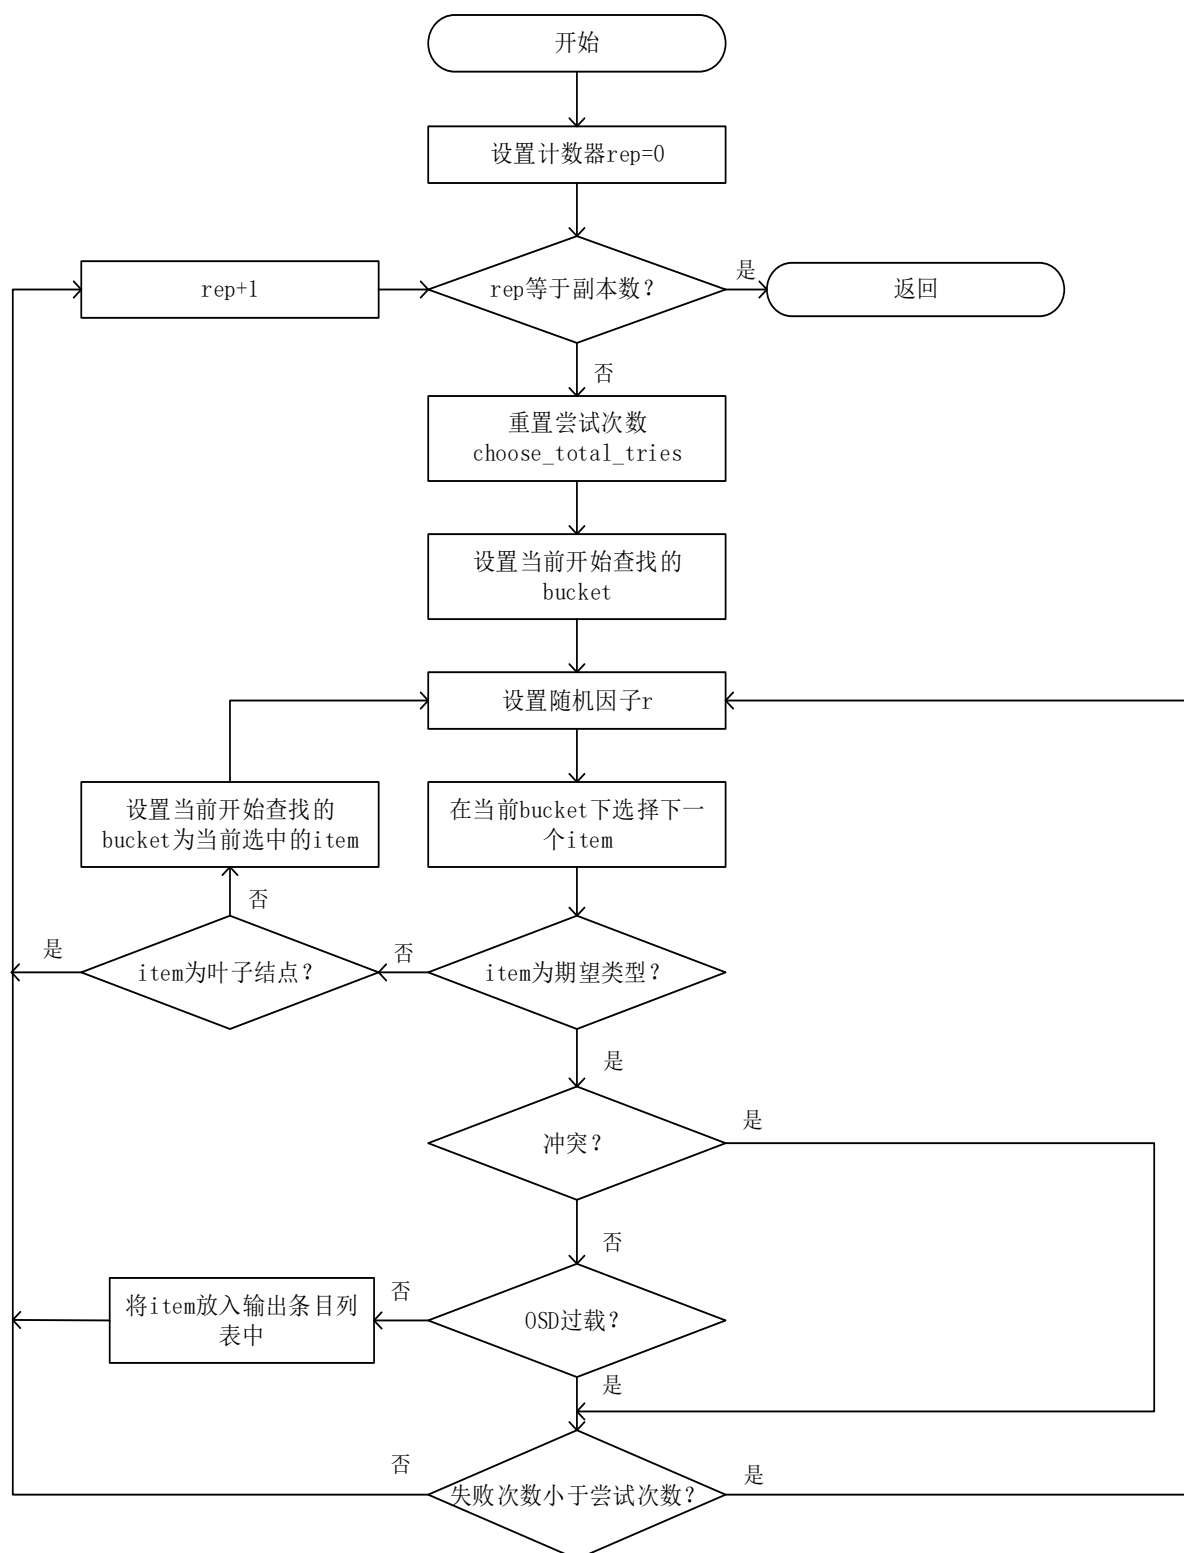 开始
设置计数器rep=0
rep+1
rep等于副本数？
是
返回
否
重置尝试次数
choose_total_tries
设置当前开始查找的
bucket
设置随机因子r
设置当前开始查找的
bucket为当前选中的item
在当前bucket下选择下一
个item
否
是
item为叶子结点？
否
item为期望类型？
是
冲突？
是
否
将item放入输出条目列
表中
否
OSD过载？
是
否
失败次数小于尝试次数？
是